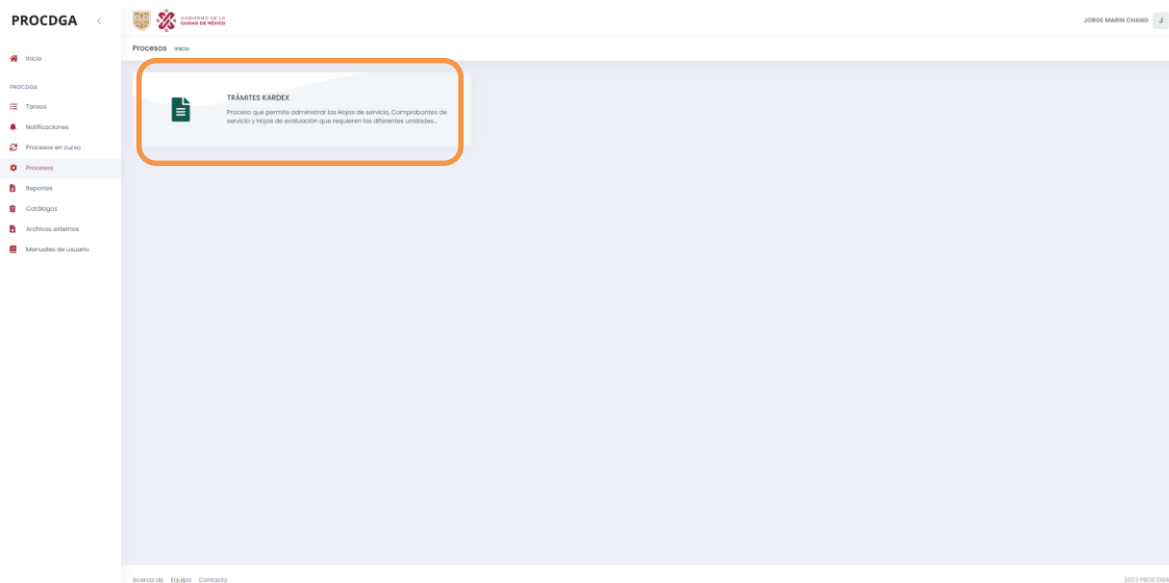 PROCDGA
GOBIERNO DE LA
CIUDAD DE MÉXICO
JORGE MARIN CHANG J
Procesos Inicio
Inicio
PROCDGA
Tareas
Notificaciones
Procesos en curso
Procesos
Reportes
Catálogos
Archivos externos
Manuales de usuario
TRÁMITES KARDEX
Proceso que permite administrar las Hojas de servicio, Comprobantes de
servicio y Hojas de evaluación que requieren las diferentes unidades...
Acerca de Equipo Contacto
2023 PROCDGA